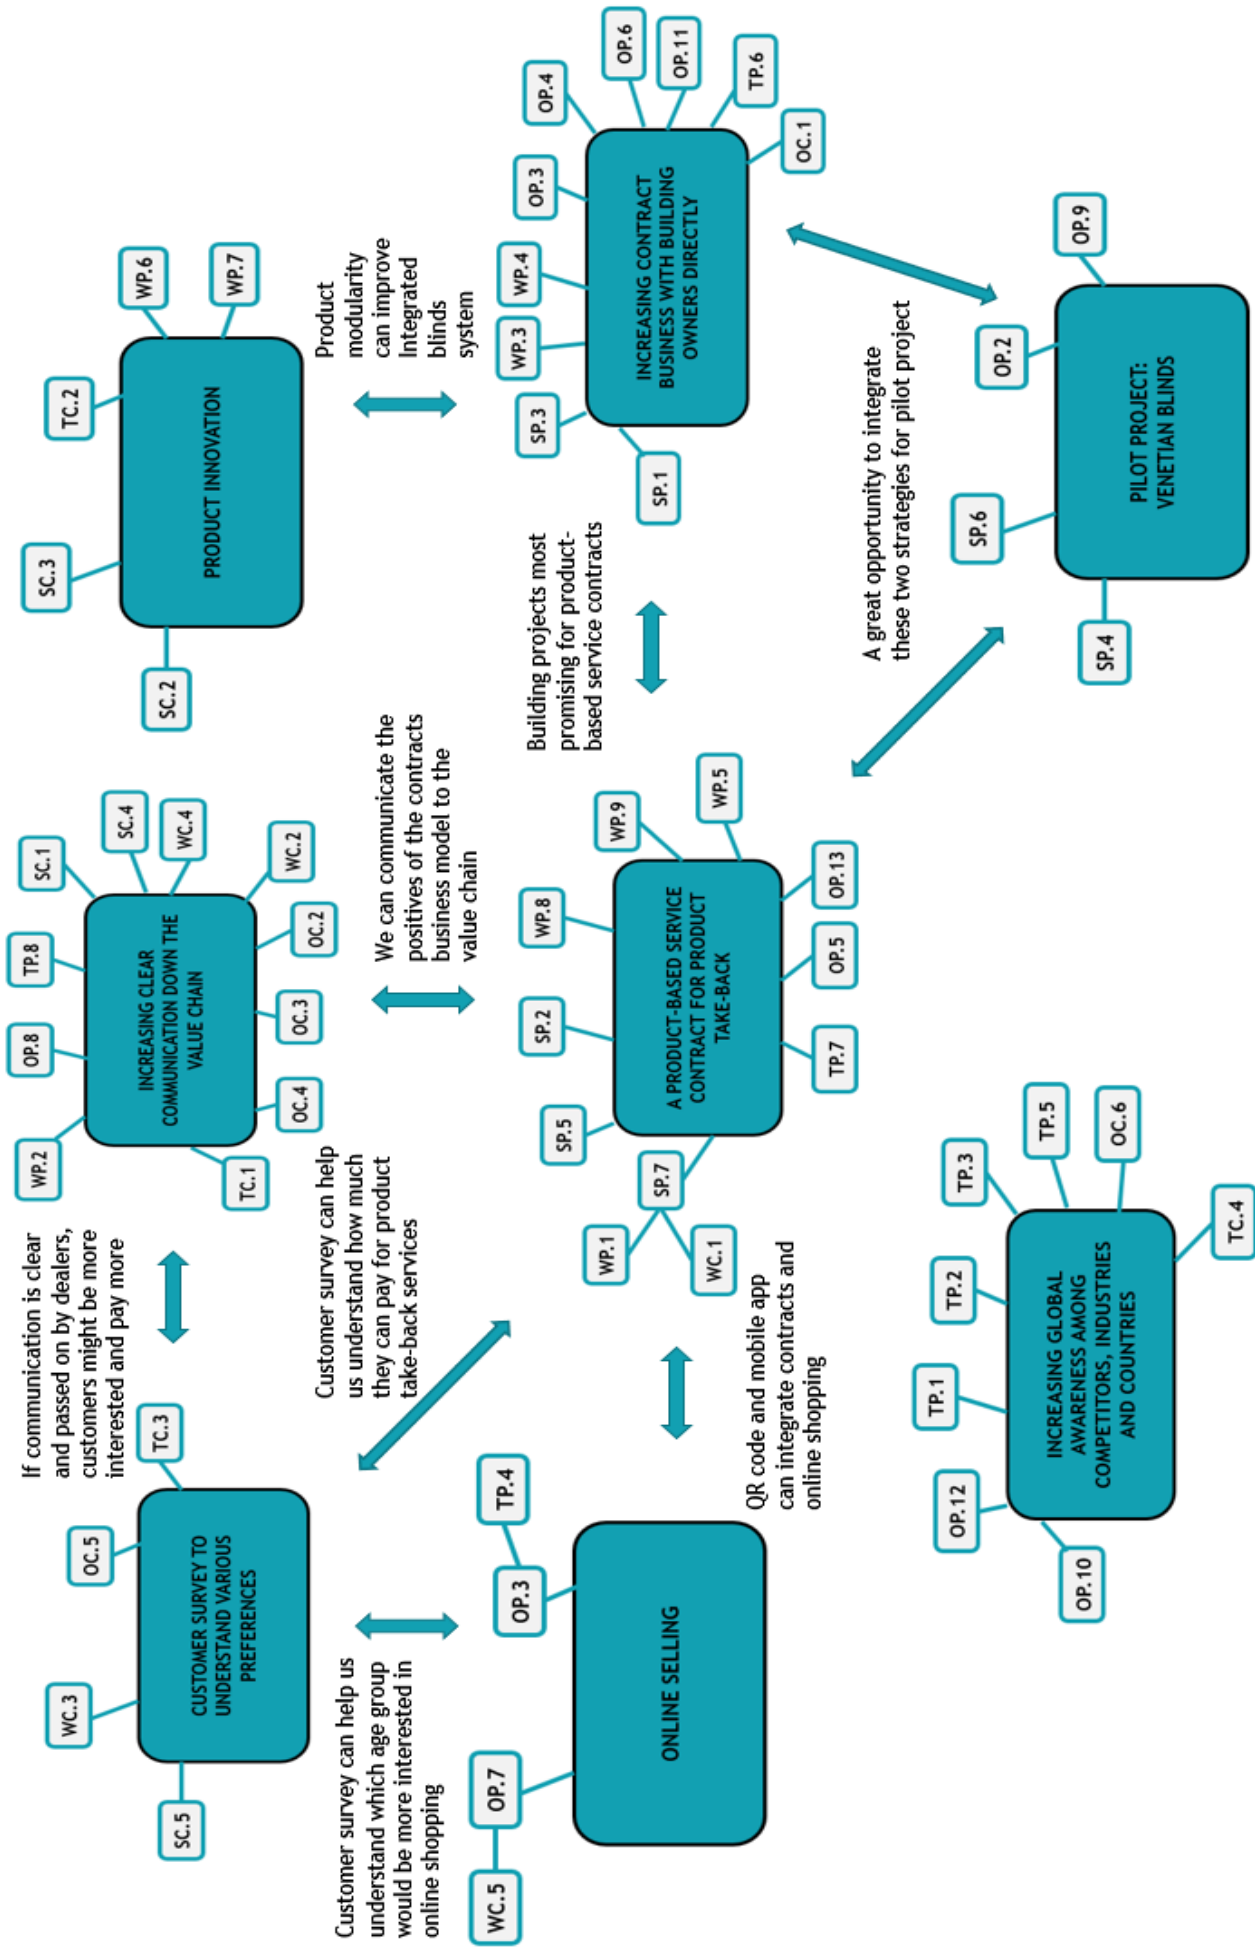 SC.5
WC.3
OC.5
TC.3
CUSTOMER SURVEY TO
UNDERSTAND VARIOUS
PREFERENCES
If communication is clear
and passed on by dealers,
customers might be more
interested and pay more
WP.2
OP.8
TP.8
SC.1
SC.4
WC.4
WC.2
OC.2
OC.3
OC.4
TC.1
INCREASING CLEAR
COMMUNICATION DOWN THE
VALUE CHAIN
SC.2
SC.3
TC.2
WP.6
WP.7
PRODUCT INNOVATION
Customer survey can help us
understand which age group
would be more interested in
online shopping
Customer survey can help
us understand how much
they can pay for product
take-back services
We can communicate the
positives of the contracts
business model to the
value chain
Product
modularity
can improve
Integrated
blinds
system
WC.5
OP.7
OP.3
TP.4
ONLINE SELLING
QR code and mobile app
can integrate contracts and
online shopping
WP.1
WC.1
SP.7
SP.5
SP.2
WP.8
WP.9
WP.5
OP.13
OP.5
TP.7
A PRODUCT-BASED SERVICE
CONTRACT FOR PRODUCT
TAKE-BACK
Building projects most
promising for product-
based service contracts
SP.1
SP.3
WP.3
WP.4
OP.3
OP.4
OP.6
OP.11
TP.6
OC.1
INCREASING CONTRACT
BUSINESS WITH BUILDING
OWNERS DIRECTLY
A great opportunity to integrate
these two strategies for pilot project
OP.10
OP.12
TP.1
TP.2
TP.3
TP.5
OC.6
TC.4
INCREASING GLOBAL
AWARENESS AMONG
COMPETITORS, INDUSTRIES
AND COUNTRIES
SP.4
SP.6
OP.2
OP.9
PILOT PROJECT:
VENETIAN BLINDS